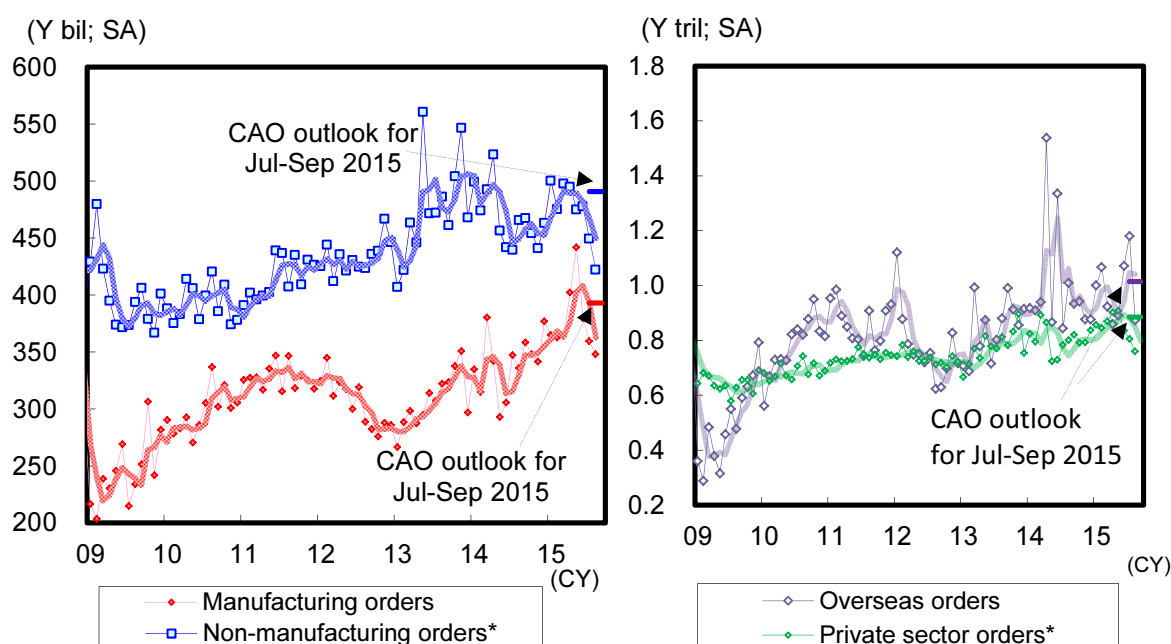 (Y bil; SA)
600
550
500
450
400
350
300
250
200
CAO outlook for
Jul-Sep 2015
CAO outlook for
Jul-Sep 2015
09 10 11 12 13 14 15
(CY)
Manufacturing orders
Non-manufacturing orders*
(Y tril; SA)
1.8
1.6
1.4
1.2
1.0
0.8
0.6
0.4
0.2
CAO outlook
for Jul-Sep 2015
09 10 11 12 13 14 15
(CY)
Overseas orders
Private sector orders*